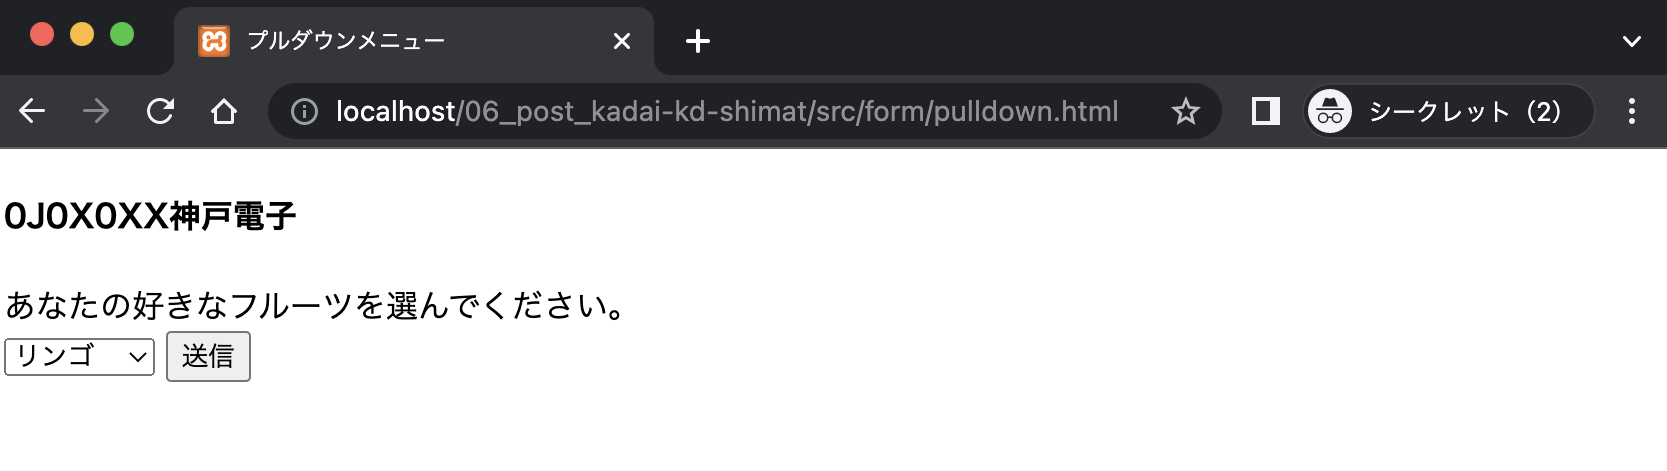 プルダウンメニュー
localhost/06_post_kadai-kd-shimat/src/form/pulldown.html
シークレット（2）
0J0X0XX神戸電子
あなたの好きなフルーツを選んでください。
リンゴ 送信